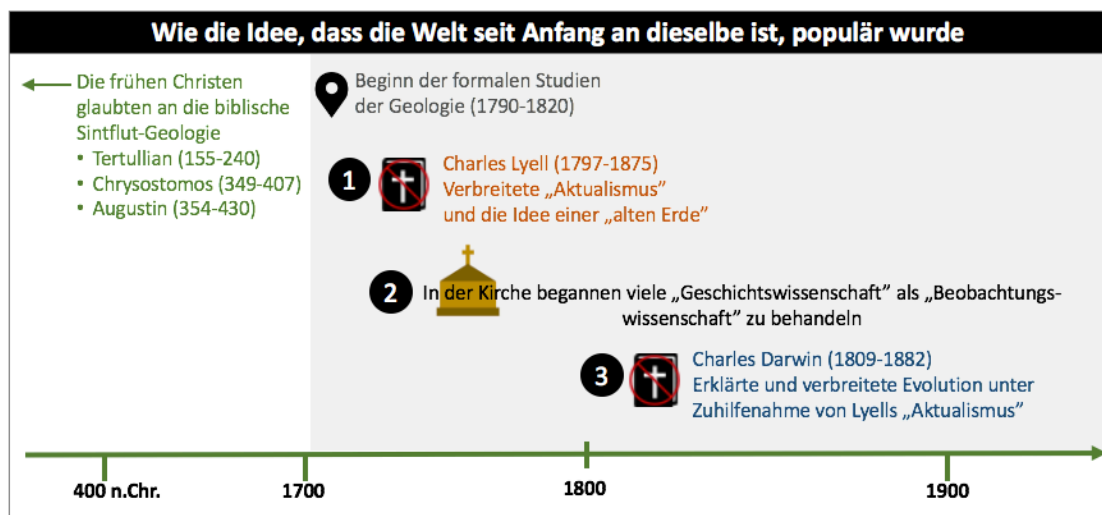 Wie die Idee, dass die Welt seit Anfang an dieselbe ist, populär wurde
Die frühen Christen
glaubten an die biblische
Sintflut-Geologie
• Tertullian (155-240)
• Chrysostomos (349-407)
• Augustin (354-430)
Beginn der formalen Studien
der Geologie (1790-1820)
1
Charles Lyell (1797-1875)
Verbreitete „Aktualismus”
und die Idee einer „alten Erde”
2
In der Kirche begannen viele „Geschichtswissenschaft” als „Beobachtungs-
wissenschaft” zu behandeln
3
Charles Darwin (1809-1882)
Erklärte und verbreitete Evolution unter
Zuhilfenahme von Lyells „Aktualismus”
400 n.Chr.
1700
1800
1900